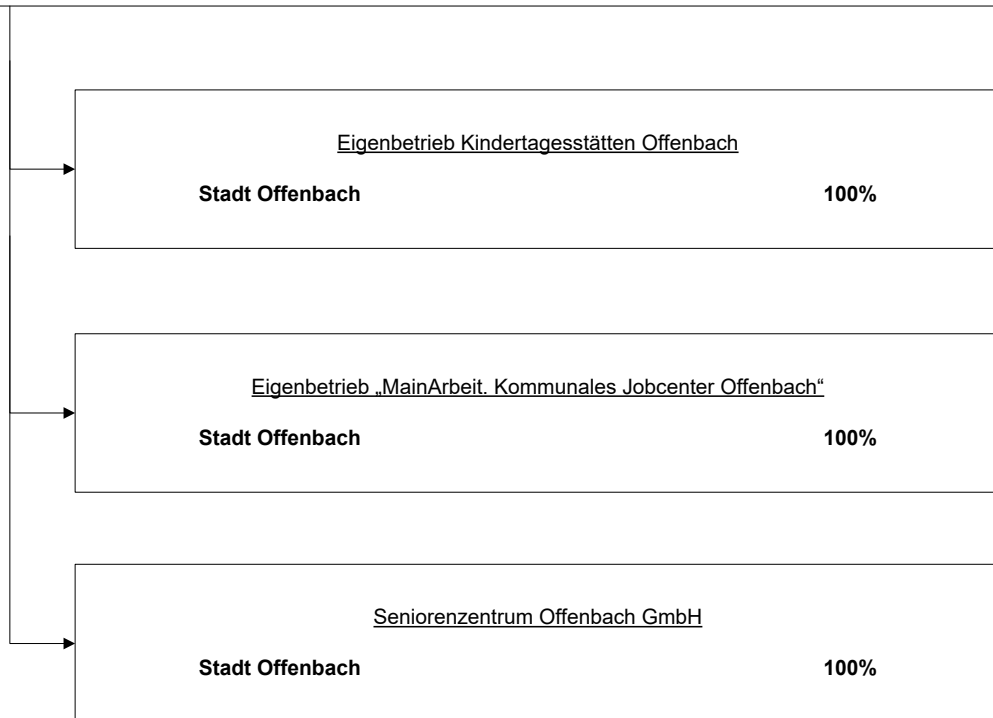 Eigenbetrieb Kindertagesstätten Offenbach
Stadt Offenbach 100%
Eigenbetrieb „MainArbeit. Kommunales Jobcenter Offenbach“
Stadt Offenbach 100%
Seniorenzentrum Offenbach GmbH
Stadt Offenbach 100%